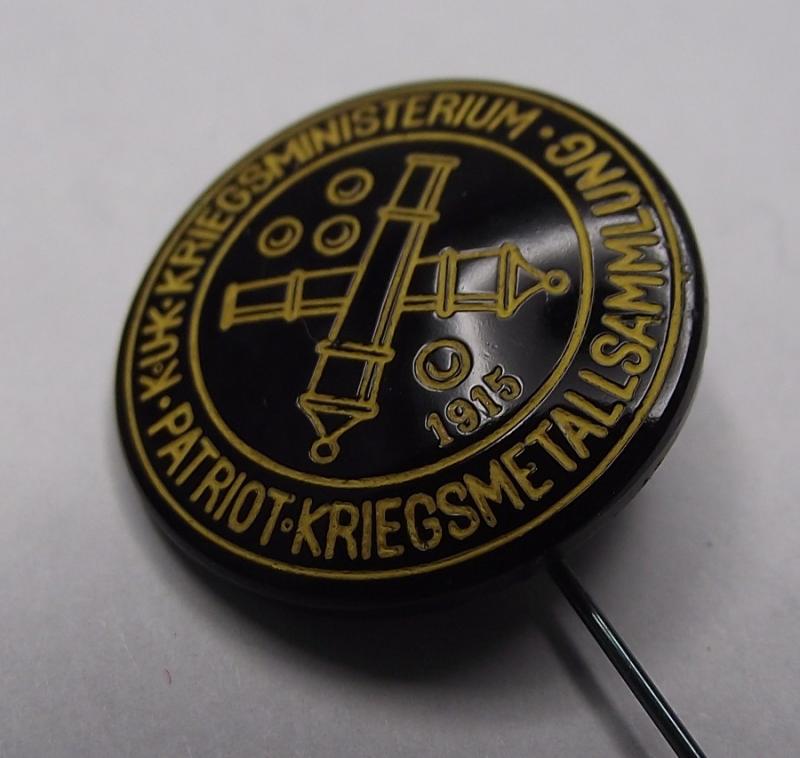 K·U·K·KRIEGSMINISTERIUM·
PATRIOT·KRIEGSMETALLSAMMLUNG
1915